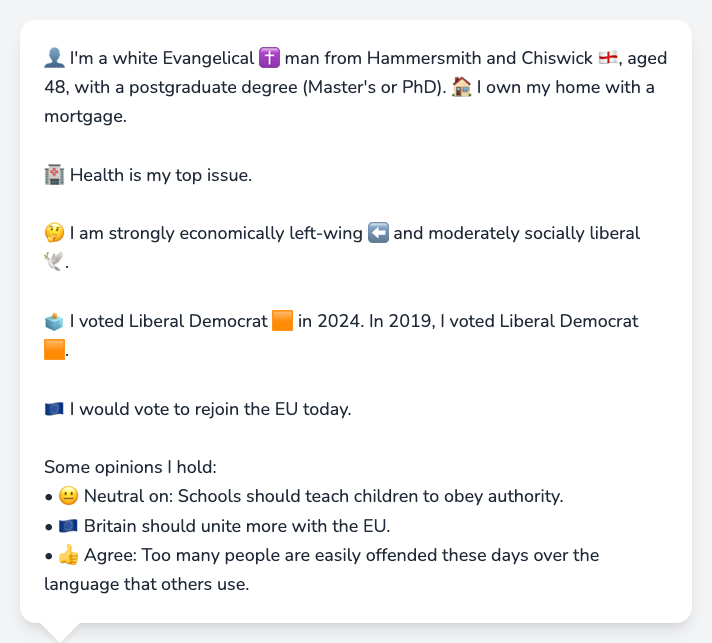 👤 I'm a white Evangelical ✝️ man from Hammersmith and Chiswick 🏴󠁧󠁢󠁥󠁮󠁧󠁿, aged
48, with a postgraduate degree (Master's or PhD). 🏠 I own my home with a
mortgage.
🏥 Health is my top issue.
🤔 I am strongly economically left-wing ⬅️ and moderately socially liberal
🕊️.
🗳️ I voted Liberal Democrat 🟧 in 2024. In 2019, I voted Liberal Democrat
🟧.
🇪🇺 I would vote to rejoin the EU today.
Some opinions I hold:
• 😐 Neutral on: Schools should teach children to obey authority.
• 🇪🇺 Britain should unite more with the EU.
• 👍 Agree: Too many people are easily offended these days over the
language that others use.